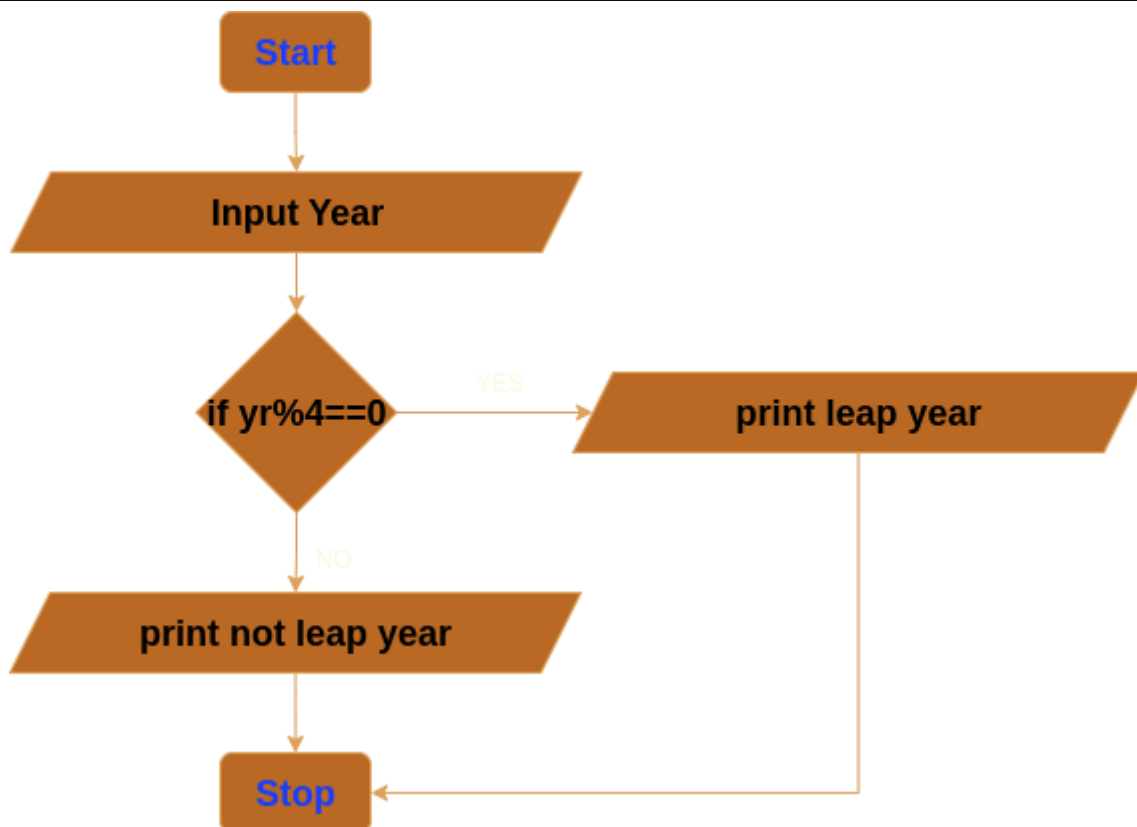 Start
Input Year
if yr%4==0
YES
print leap year
NO
print not leap year
Stop